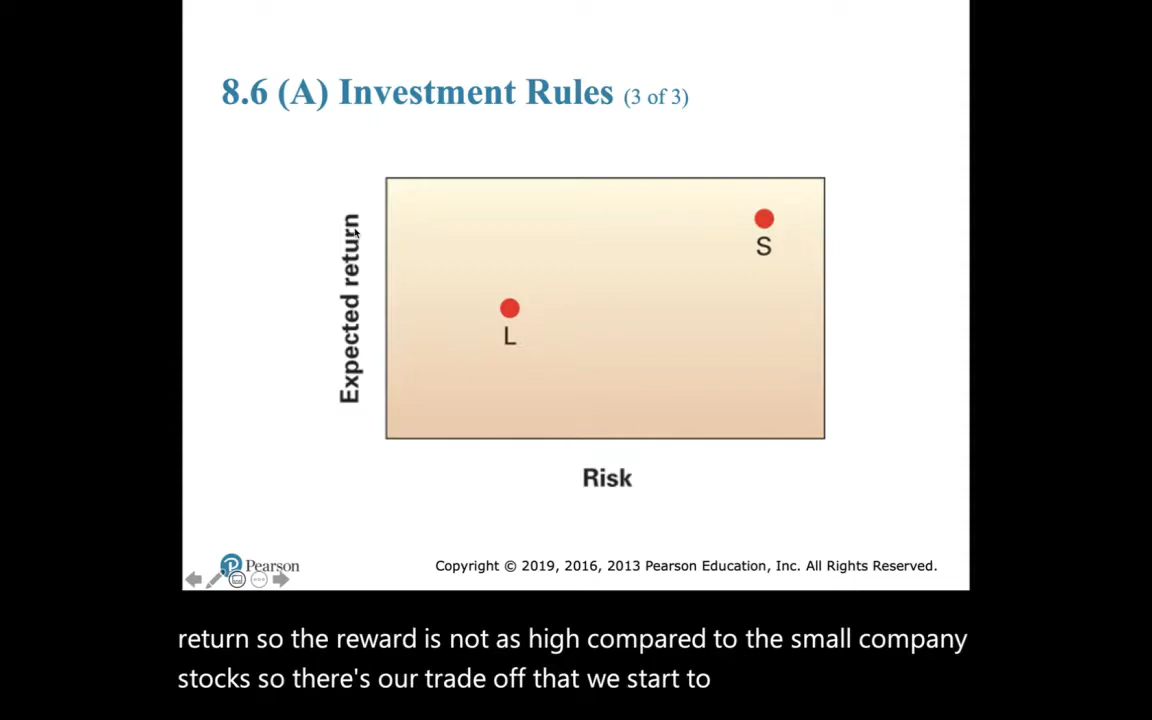 8.6 (A) Investment Rules (3 of 3)
Expected return
S
L
Risk
Pearson
Copyright © 2019, 2016, 2013 Pearson Education, Inc. All Rights Reserved.
return so the reward is not as high compared to the small company
stocks so there's our trade off that we start to